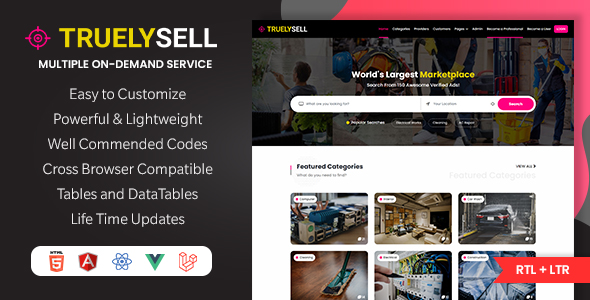 TRUELYSELL
MULTIPLE ON-DEMAND SERVICE
Easy to Customize
Powerful & Lightweight
Well Commended Codes
Cross Browser Compatible
Tables and DataTables
Life Time Updates
HTML
TRUELYSELL
Home Categories Providers Customers Pages Admin Become a Professional Become a User LOGIN
World's Largest Marketplace
Search From 150 Awesome Verified Ads!
What are you looking for? Your Location Search
Popular Searches Electrical Works Cleaning AC Repair
Featured Categories
What do you need to find?
VIEW ALL
Featured Categories
Computer
Interior
Car Wash
Cleaning
Electrical
Construction
RTL + LTR